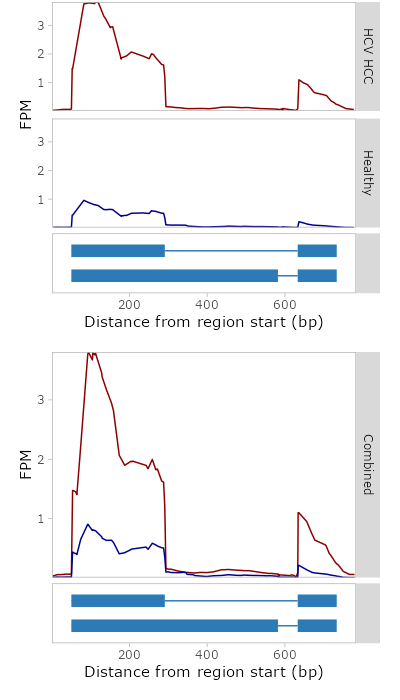 3
2
1
HCV HCC
FPM
3
2
1
Healthy
200
400
600
Distance from region start (bp)
3
2
1
FPM
Combined
200
400
600
Distance from region start (bp)